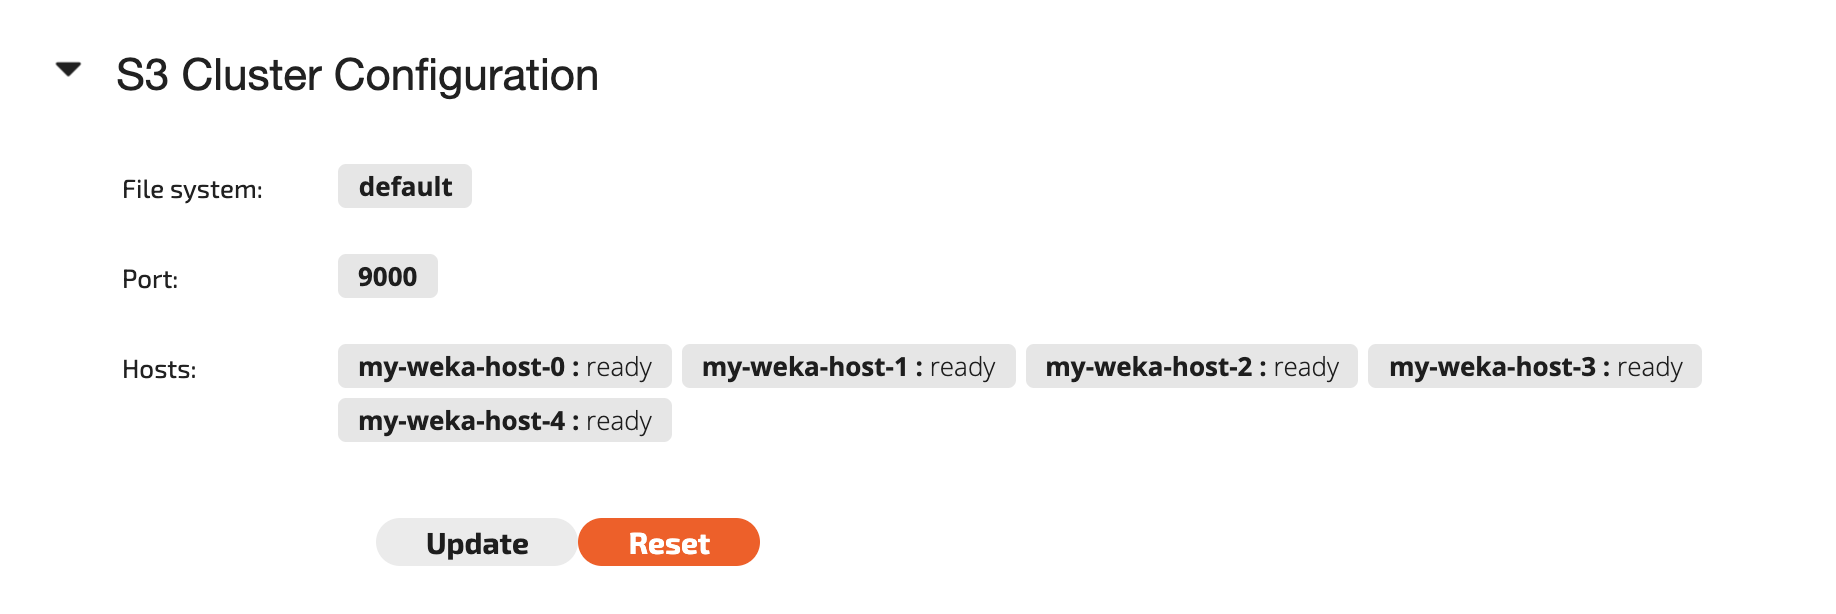 S3 Cluster Configuration
File system: default
Port: 9000
Hosts: my-weka-host-0 : ready my-weka-host-1 : ready my-weka-host-2 : ready my-weka-host-3 : ready
my-weka-host-4 : ready
Update Reset